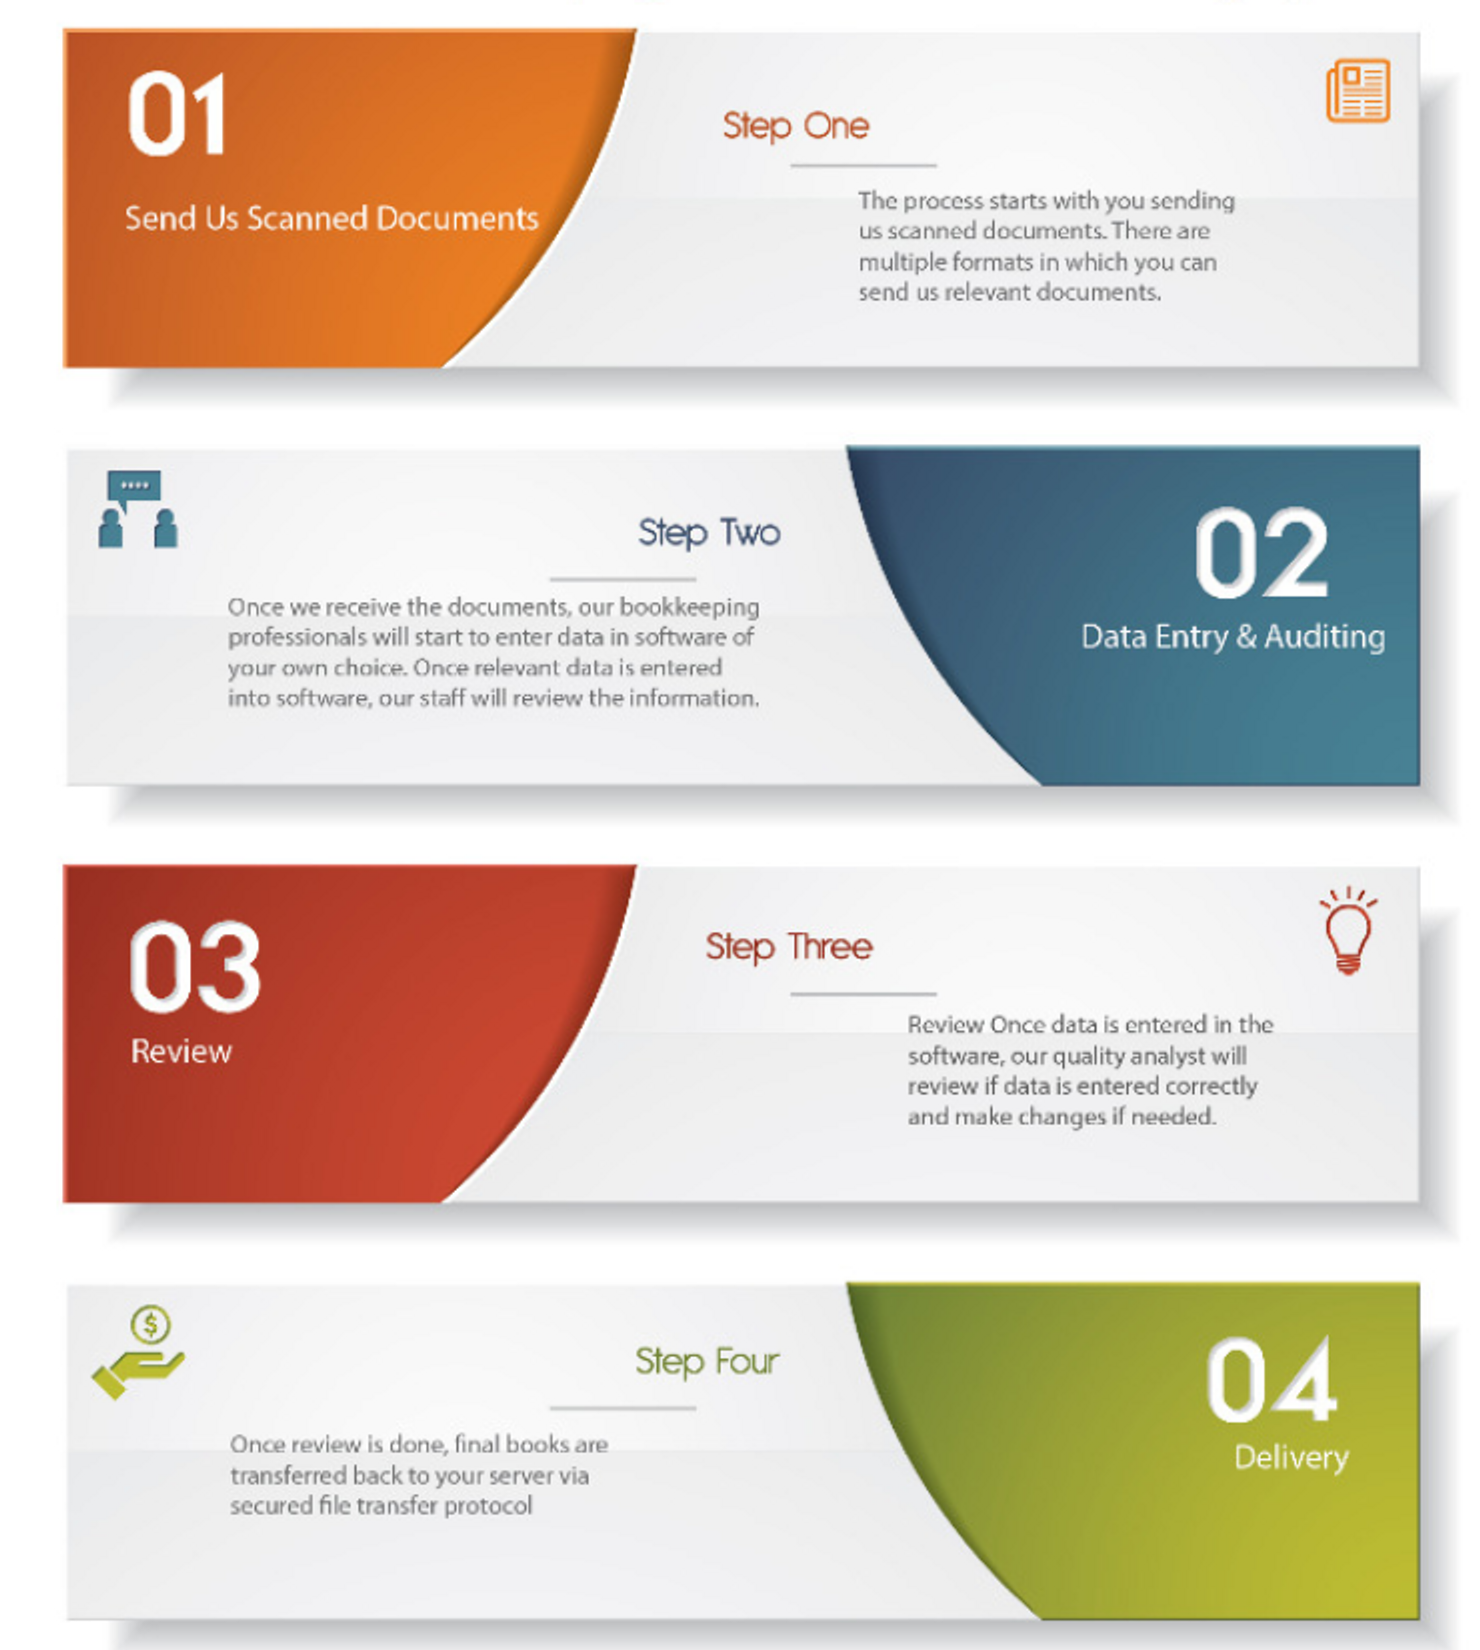 01
Send Us Scanned Documents
Step One
The process starts with you sending
us scanned documents. There are
multiple formats in which you can
send us relevant documents.
Step Two
Once we receive the documents, our bookkeeping
professionals will start to enter data in software of
your own choice. Once relevant data is entered
into software, our staff will review the information.
02
Data Entry & Auditing
03
Review
Step Three
Review Once data is entered in the
software, our quality analyst will
review if data is entered correctly
and make changes if needed.
$
Step Four
Once review is done, final books are
transferred back to your server via
secured file transfer protocol
04
Delivery